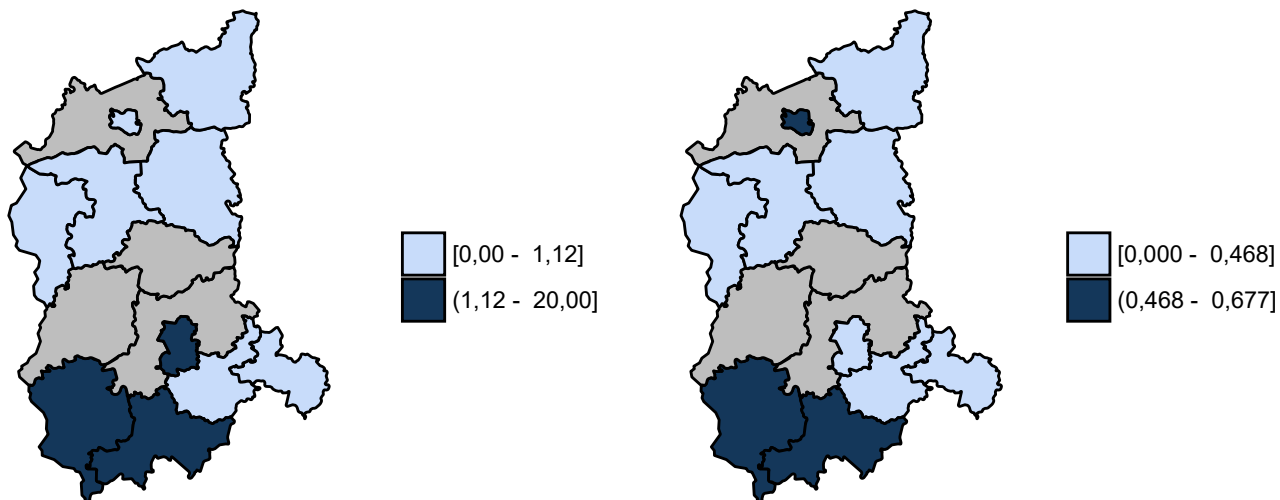 [0,00 -  1,12]
(1,12 -  20,00]
[0,000 -  0,468]
(0,468 -  0,677]